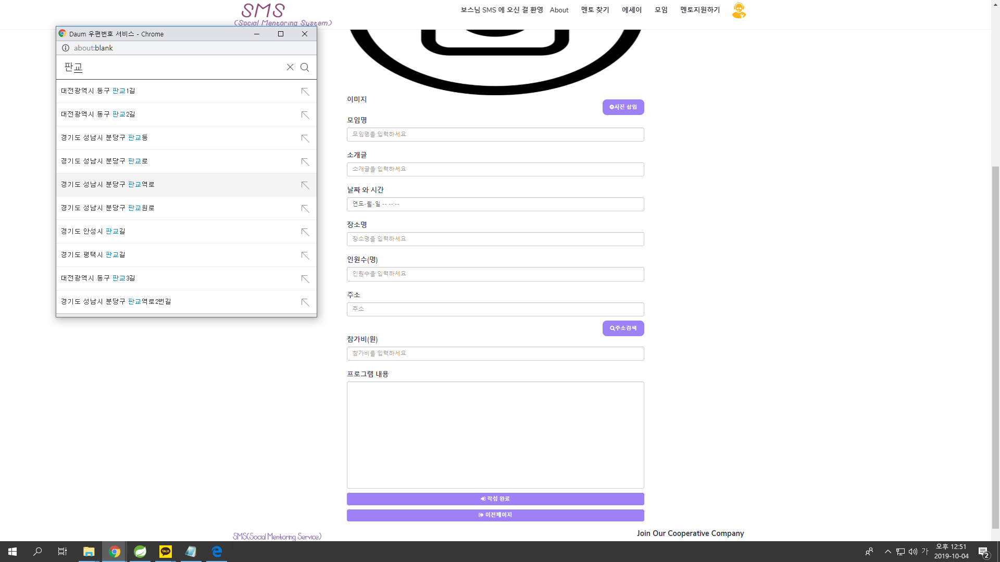 SMS
(Social Mentoring System)
보스님 SMS 에 오신 걸 환영 About 멘토 찾기 에세이 모임 멘토지원하기
Daum 우편번호 서비스 - Chrome
about:blank
판교
대전광역시 동구 판교1길
대전광역시 동구 판교2길
경기도 성남시 분당구 판교동
경기도 성남시 분당구 판교로
경기도 성남시 분당구 판교역로
경기도 성남시 분당구 판교원로
경기도 안성시 판교길
경기도 평택시 판교길
대전광역시 동구 판교3길
경기도 성남시 분당구 판교역로2번길
이미지
사진 삽입
모임명
모임명을 입력하세요
소개글
소개글을 입력하세요
날짜 와 시간
연도-월-일 -- --:--
장소명
장소명을 입력하세요
인원수(명)
인원수을 입력하세요
주소
주소
주소검색
참가비(원)
참가비을 입력하세요
프로그램 내용
작성 완료
이전페이지
SMS(Social Mentoring Service)
Join Our Cooperative Company
TALK
가
오후 12:51
2019-10-04
2